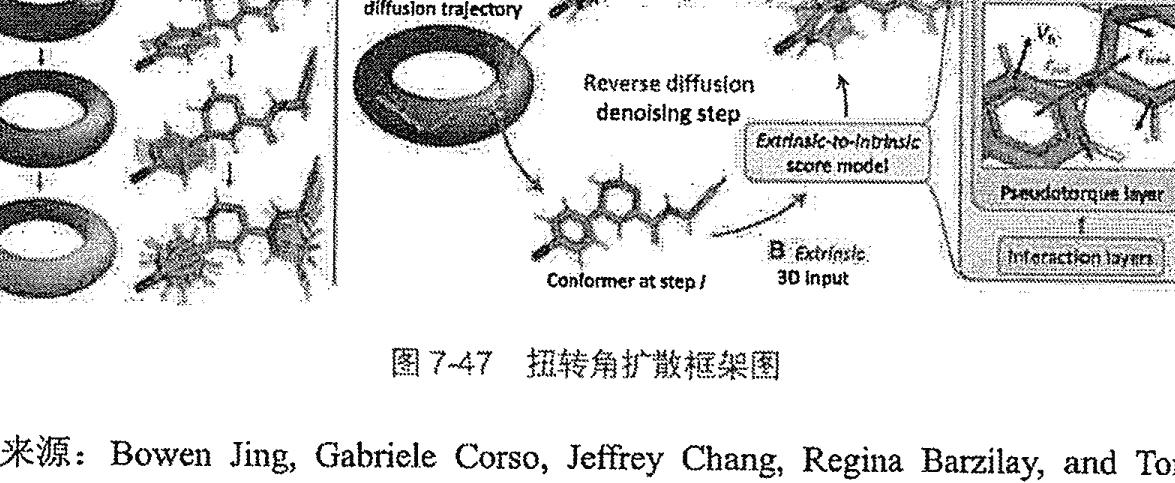 diffusion trajectory
Reverse diffusion
denoising step
Extrinsic-to-intrinsic
score model
Pseudotorque layer
Interaction layers
B Extrinsic
3D input
Conformer at step i
图 7-47 扭转角扩散框架图
来源：Bowen Jing, Gabriele Corso, Jeffrey Chang, Regina Barzilay, and